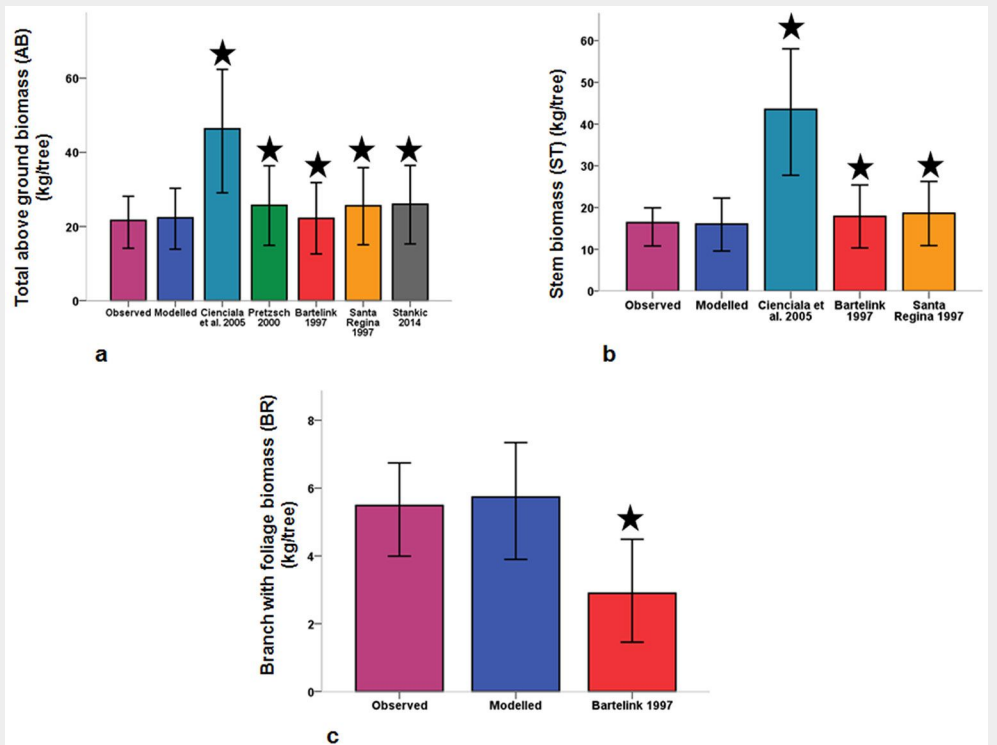 Total above ground biomass (AB)
(kg/tree)
60
40
20
0
Observed Modelled Cienciala Pretzsch Bartelink Santa Stankic
et al. 2005 2000 1997 Regina 2014
1997
a
Stem biomass (ST) (kg/tree)
60
50
40
30
20
10
0
Observed Modelled Cienciala Bartelink Santa
et al. 2005 1997 Regina 1997
b
Branch with foliage biomass (BR)
(kg/tree)
8
6
4
2
0
Observed Modelled Bartelink 1997
c